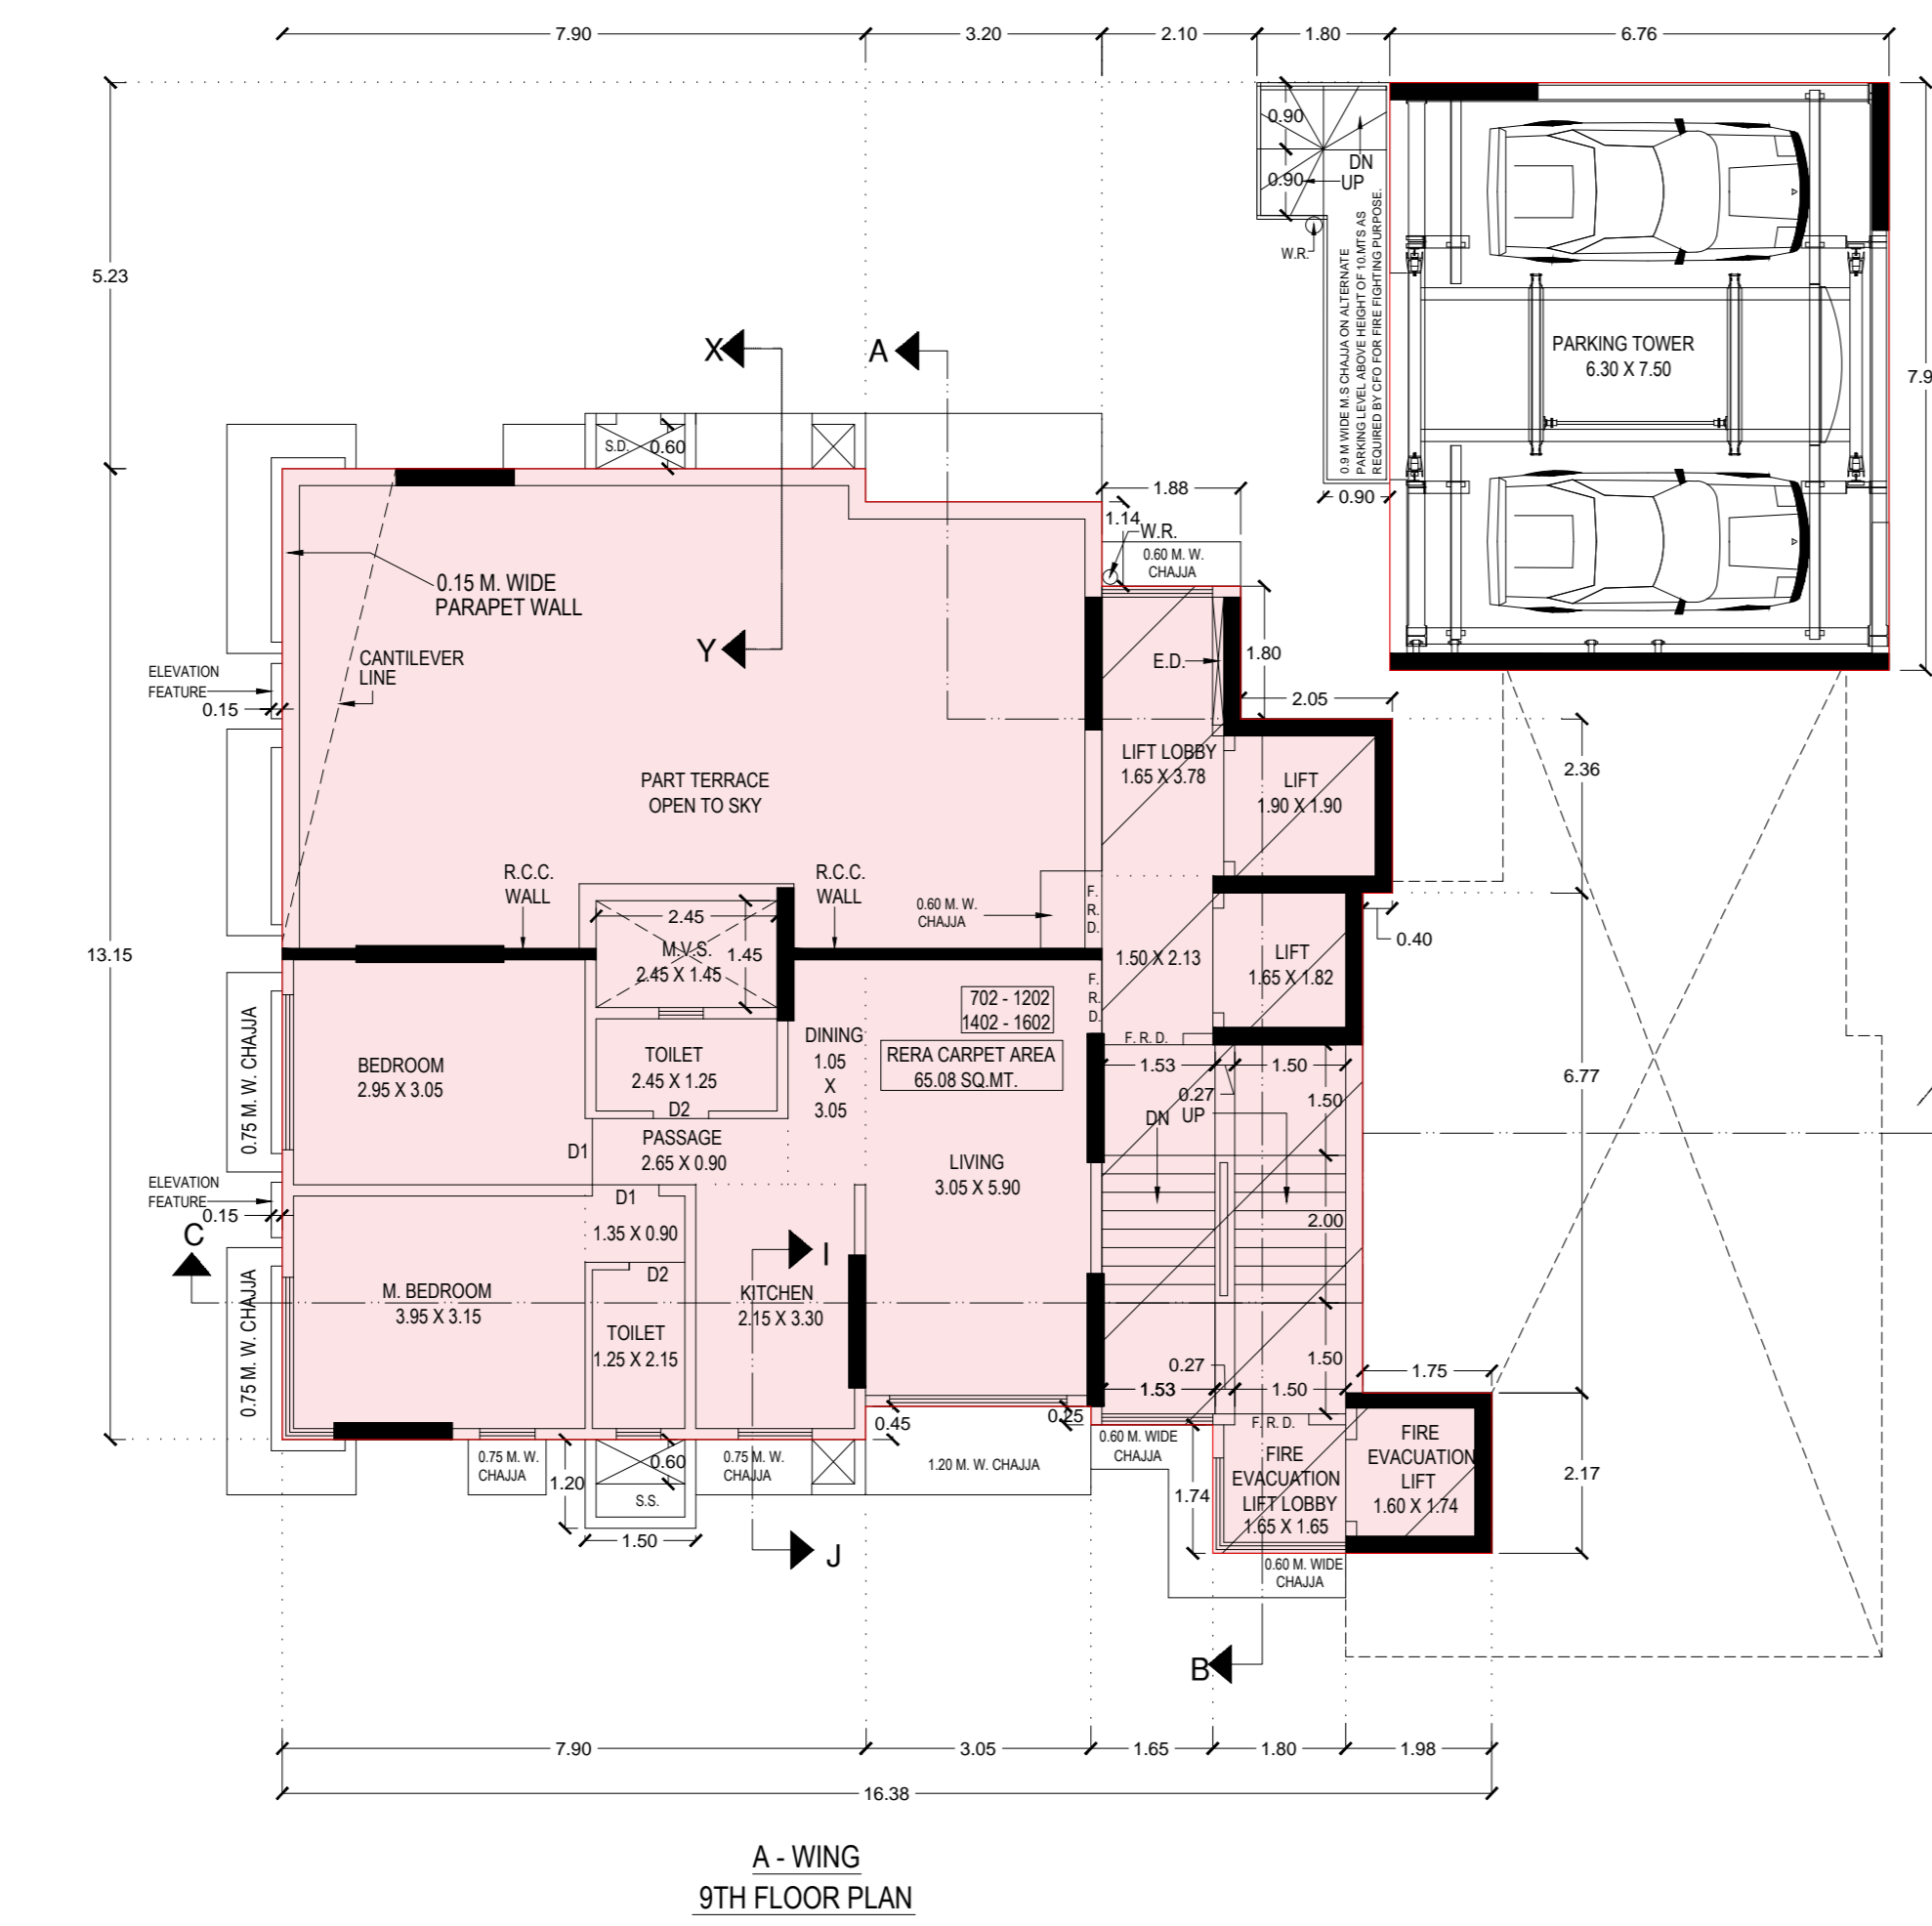 7.90
3.20
2.10
1.80
6.76
0.90
DN
0.90
UP
W.R.
0.9 M WIDE M.S CHAJJA ON ALTERNATE
PARKING LEVEL ABOVE HEIGHT OF 10.MTS AS
REQUIRED BY CFO FOR FIRE FIGHTING PURPOSE.
5.23
PARKING TOWER
6.30 X 7.50
X
A
S.D.
0.60
1.88
0.90
1.14
W.R.
0.60 M. W.
CHAJJA
0.15 M. WIDE
PARAPET WALL
Y
CANTILEVER
LINE
ELEVATION
FEATURE
0.15
E.D.
1.80
2.05
LIFT LOBBY
1.65 X 3.78
LIFT
1.90 X 1.90
2.36
PART TERRACE
OPEN TO SKY
R.C.C.
WALL
R.C.C.
WALL
0.60 M. W.
CHAJJA
F.
R.
D.
2.45
M.V.S.
2.45 X 1.45
1.45
13.15
1.50 X 2.13
LIFT
1.65 X 1.82
0.40
702 - 1202
1402 - 1602
F.
R.
D.
0.75 M. W. CHAJJA
BEDROOM
2.95 X 3.05
TOILET
2.45 X 1.25
D2
DINING
1.05
X
3.05
RERA CARPET AREA
65.08 SQ.MT.
F. R. D.
1.53
1.50
0.27
1.50
DN
UP
6.77
D1
PASSAGE
2.65 X 0.90
LIVING
3.05 X 5.90
ELEVATION
FEATURE
0.15
D1
1.35 X 0.90
2.00
C
I
D2
0.75 M. W. CHAJJA
M. BEDROOM
3.95 X 3.15
KITCHEN
2.15 X 3.30
TOILET
1.25 X 2.15
0.27
1.50
1.53
1.50
1.75
0.45
0.25
F. R. D.
0.75 M. W.
CHAJJA
0.60
1.20
S.S.
1.50
0.75 M. W.
CHAJJA
1.20 M. W. CHAJJA
0.60 M. WIDE
CHAJJA
1.74
FIRE
EVACUATION
LIFT LOBBY
1.65 X 1.65
FIRE
EVACUATION
LIFT
1.60 X 1.74
2.17
J
0.60 M. WIDE
CHAJJA
B
7.90
3.05
1.65
1.80
1.98
16.38
A - WING
9TH FLOOR PLAN